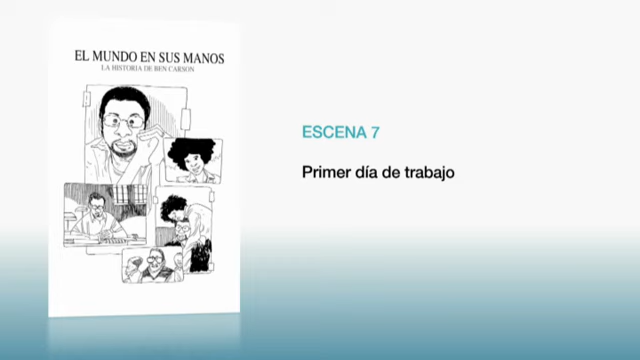 EL MUNDO EN SUS MANOS
LA HISTORIA DE BEN CARSON
ESCENA 7
Primer día de trabajo